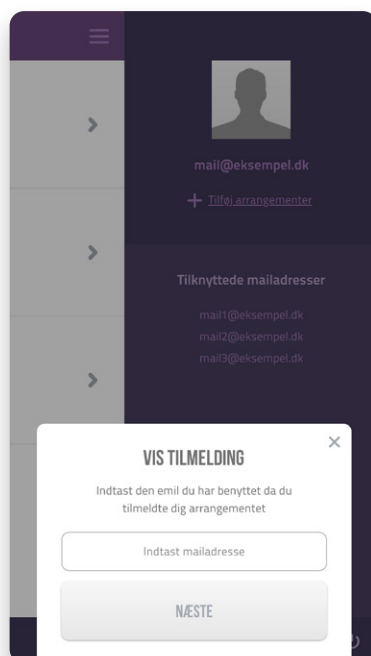 mail@eksempel.dk
Tilføj arrangementer
Tilknyttede mailadresser
mail1@eksempel.dk
mail2@eksempel.dk
mail3@eksempel.dk
VIS TILMELDING
Indtast den emil du har benyttet da du
tilmeldte dig arrangementet
Indtast mailadresse
NÆSTE